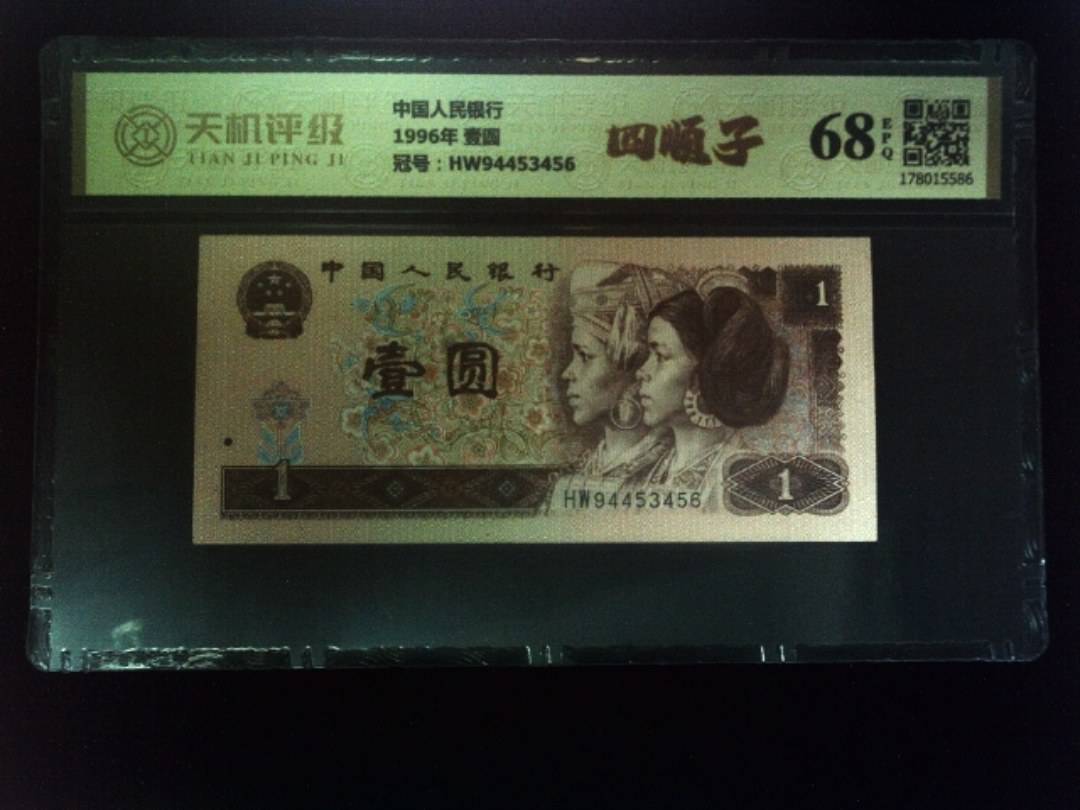 天机评级
TIAN JI PING JI
中国人民银行
1996年 壹圆
冠号：HW94453456
四顺子
68
EPQ
178015586
中国人民银行
1
壹圆
1
HW94453456
1